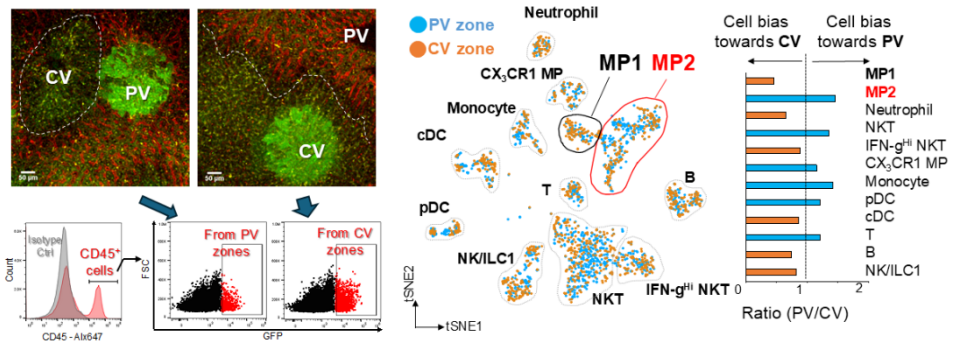 CV
PV
50 μm
PV
CV
50 μm
Isotype
Ctrl
CD45+
cells
Count
CD45 - Alx647
From PV
zones
From CV
zones
FSC
GFP
PV zone
CV zone
Neutrophil
CX3CR1 MP
MP1
MP2
Monocyte
cDC
pDC
T
B
NK/ILC1
NKT
IFN-gHi NKT
tSNE2
tSNE1
Cell bias
towards CV
Cell bias
towards PV
MP1
MP2
Neutrophil
NKT
IFN-gHi NKT
CX3CR1 MP
Monocyte
pDC
cDC
T
B
NK/ILC1
0
1
2
Ratio (PV/CV)